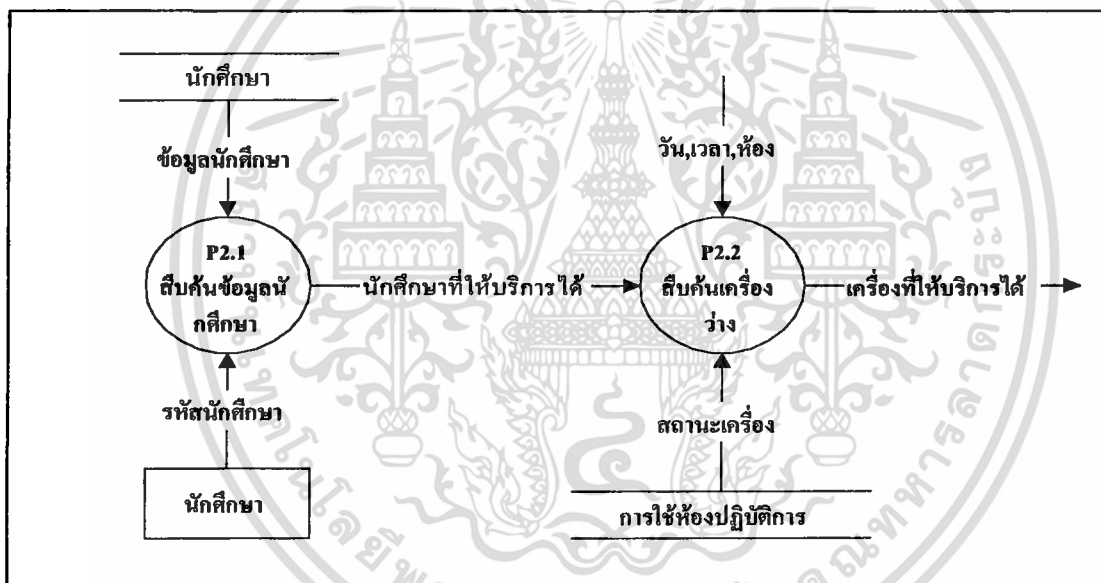 นักศึกษา
ข้อมูลนักศึกษา
วัน,เวลา,ห้อง
P2.1
สืบค้นข้อมูลนั
กศึกษา
นักศึกษาที่ให้บริการได้
P2.2
สืบค้นเครื่อง
ว่าง
เครื่องที่ให้บริการได้
รหัสนักศึกษา
สถานะเครื่อง
นักศึกษา
การใช้ห้องปฏิบัติการ